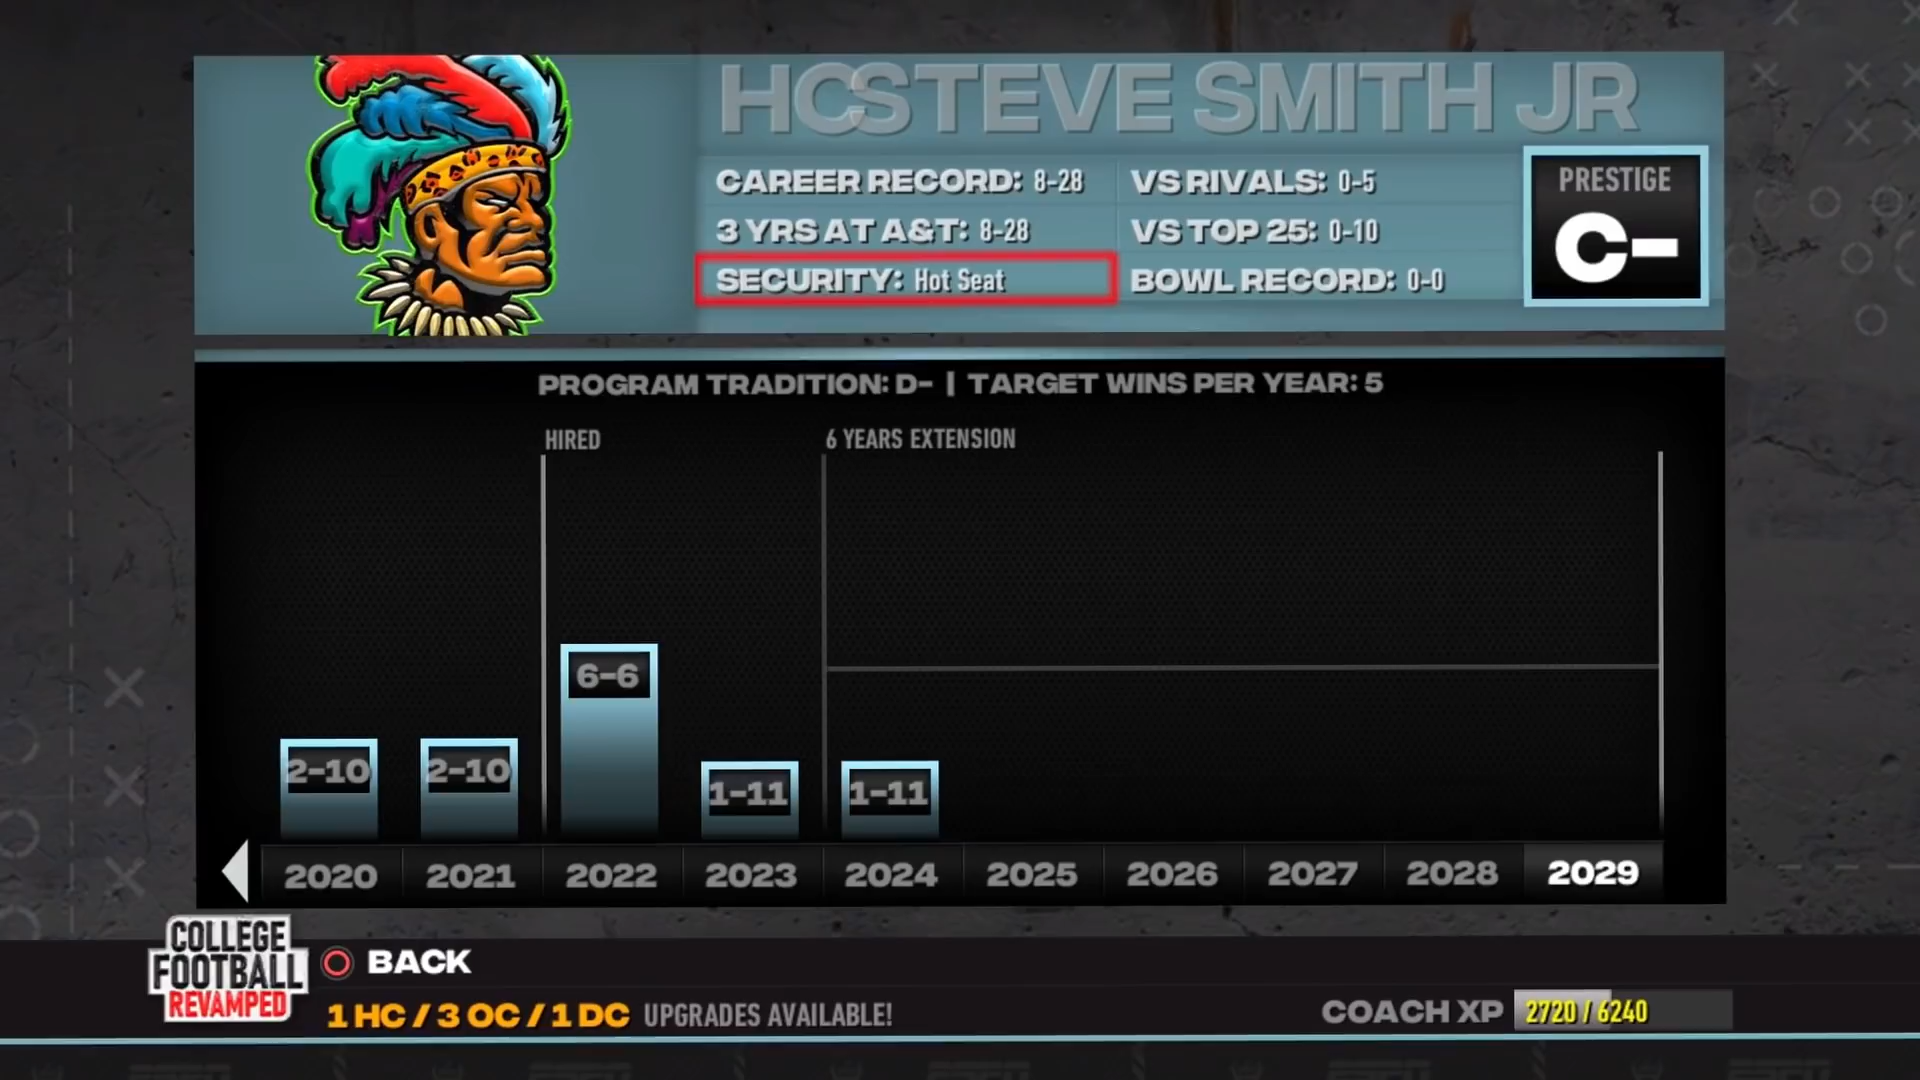 HC STEVE SMITH JR
CAREER RECORD: 8-28
VS RIVALS: 0-5
3 YRS AT A&T: 8-28
VS TOP 25: 0-10
SECURITY: Hot Seat
BOWL RECORD: 0-0
PRESTIGE
C-
PROGRAM TRADITION: D- | TARGET WINS PER YEAR: 5
HIRED
6 YEARS EXTENSION
2-10
2-10
6-6
1-11
1-11
2020 2021 2022 2023 2024 2025 2026 2027 2028 2029
COLLEGE
FOOTBALL
REVAMPED
BACK
1 HC / 3 OC / 1 DC UPGRADES AVAILABLE!
COACH XP 2720 / 6240